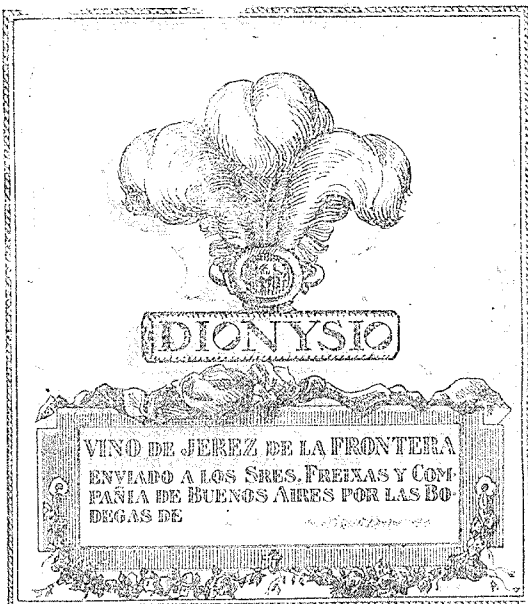 DIONYSIO
VINO DE JEREZ DE LA FRONTERA
ENVIADO A LOS SRES. FREIXAS Y COM-
PAÑIA DE BUENOS AIRES POR LAS BO-
DEGAS DE